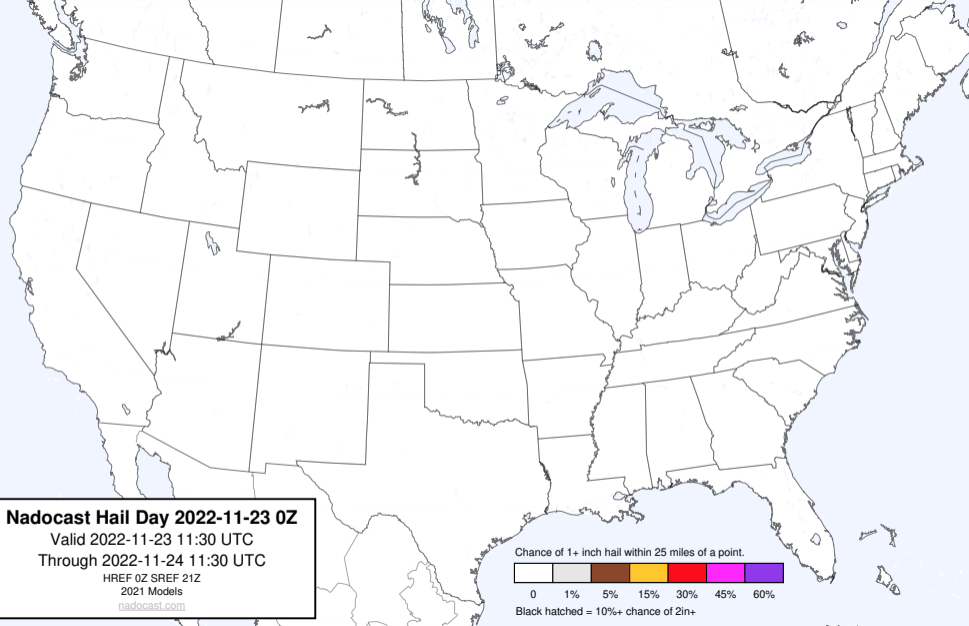 Nadocast Hail Day 2022-11-23 0Z
Valid 2022-11-23 11:30 UTC
Through 2022-11-24 11:30 UTC
HREF 0Z SREF 21Z
2021 Models
nadocast.com
Chance of 1+ inch hail within 25 miles of a point.
0 1% 5% 15% 30% 45% 60%
Black hatched = 10%+ chance of 2in+